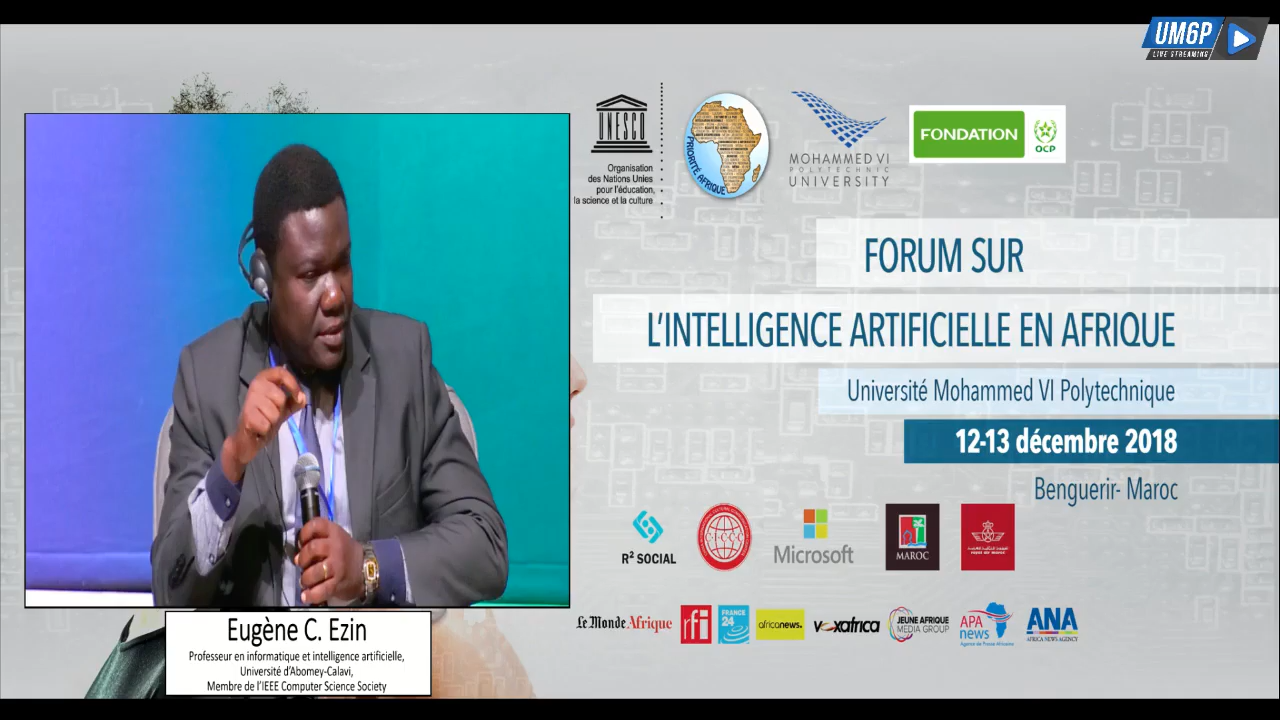 UM6P
LIVE STREAMING
UNESCO
Organisation
des Nations Unies
pour l'éducation,
la science et la culture
PRIORITÉ AFRIQUE
MOHAMMED VI
POLYTECHNIC
UNIVERSITY
FONDATION
OCP
FORUM SUR
L'INTELLIGENCE ARTIFICIELLE EN AFRIQUE
Université Mohammed VI Polytechnique
12-13 décembre 2018
Benguerir- Maroc
R² SOCIAL
Microsoft
MAROC
Le Monde Afrique
rfi
FRANCE
24
africanews.
voxafrica
JEUNE AFRIQUE
MEDIA GROUP
APA
news
Agence de Presse Africaine
ANA
AFRICA NEWS AGENCY
Eugène C. Ezin
Professeur en informatique et intelligence artificielle,
Université d'Abomey-Calavi,
Membre de l'IEEE Computer Science Society